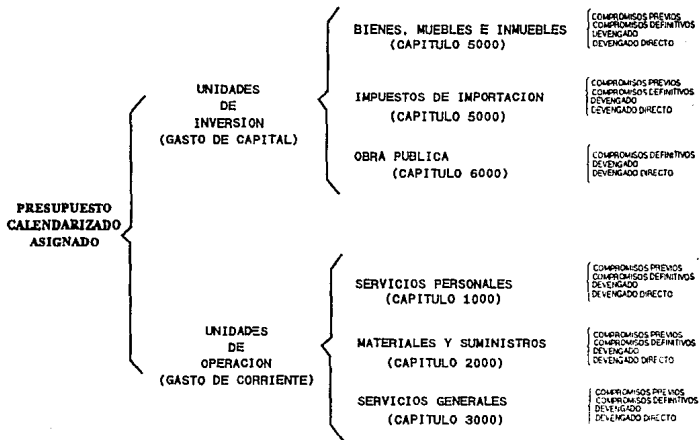 BIENES, MUEBLES E INMUEBLES
(CAPITULO 5000)
COMPROMISOS PREVIOS
COMPROMISOS DEFINITIVOS
DEVENGADO
DEVENGADO DIRECTO
UNIDADES
DE
INVERSION
(GASTO DE CAPITAL)
IMPUESTOS DE IMPORTACION
(CAPITULO 5000)
COMPROMISOS PREVIOS
COMPROMISOS DEFINITIVOS
DEVENGADO
DEVENGADO DIRECTO
OBRA PUBLICA
(CAPITULO 6000)
COMPROMISOS DEFINITIVOS
DEVENGADO
DEVENGADO DIRECTO
PRESUPUESTO
CALENDARIZADO
ASIGNADO
SERVICIOS PERSONALES
(CAPITULO 1000)
COMPROMISOS PREVIOS
COMPROMISOS DEFINITIVOS
DEVENGADO
DEVENGADO DIRECTO
UNIDADES
DE
OPERACION
(GASTO DE CORRIENTE)
MATERIALES Y SUMINISTROS
(CAPITULO 2000)
COMPROMISOS PREVIOS
COMPROMISOS DEFINITIVOS
DEVENGADO
DEVENGADO DIRECTO
SERVICIOS GENERALES
(CAPITULO 3000)
COMPROMISOS PREVIOS
COMPROMISOS DEFINITIVOS
DEVENGADO
DEVENGADO DIRECTO